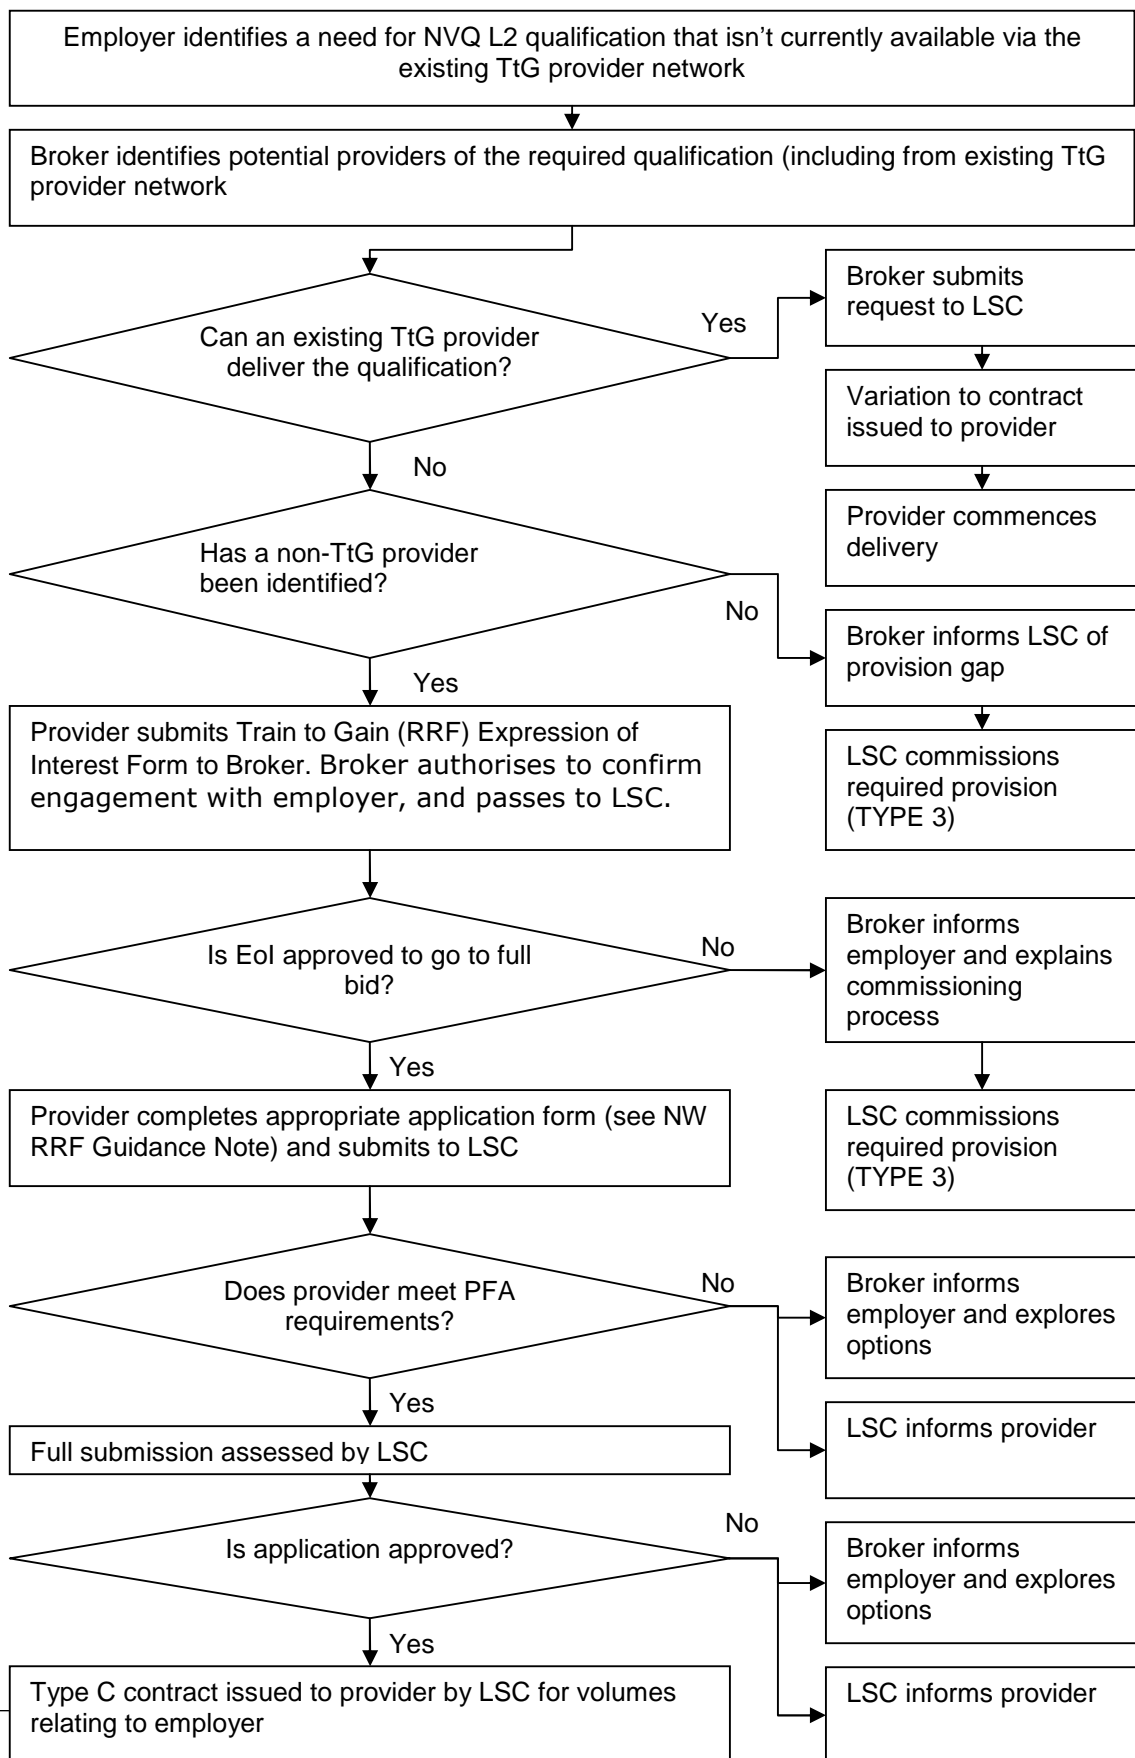 Employer identifies a need for NVQ L2 qualification that isn't currently available via the
existing TtG provider network
Broker identifies potential providers of the required qualification (including from existing TtG
provider network
Can an existing TtG provider
deliver the qualification?
Yes
Broker submits
request to LSC
Variation to contract
issued to provider
Provider commences
delivery
No
Has a non-TtG provider
been identified?
No
Broker informs LSC of
provision gap
LSC commissions
required provision
(TYPE 3)
Yes
Provider submits Train to Gain (RRF) Expression of
Interest Form to Broker. Broker authorises to confirm
engagement with employer, and passes to LSC.
Is EoI approved to go to full
bid?
No
Broker informs
employer and explains
commissioning
process
LSC commissions
required provision
(TYPE 3)
Yes
Provider completes appropriate application form (see NW
RRF Guidance Note) and submits to LSC
Does provider meet PFA
requirements?
No
Broker informs
employer and explores
options
LSC informs provider
Yes
Full submission assessed by LSC
Is application approved?
No
Broker informs
employer and explores
options
LSC informs provider
Yes
Type C contract issued to provider by LSC for volumes
relating to employer